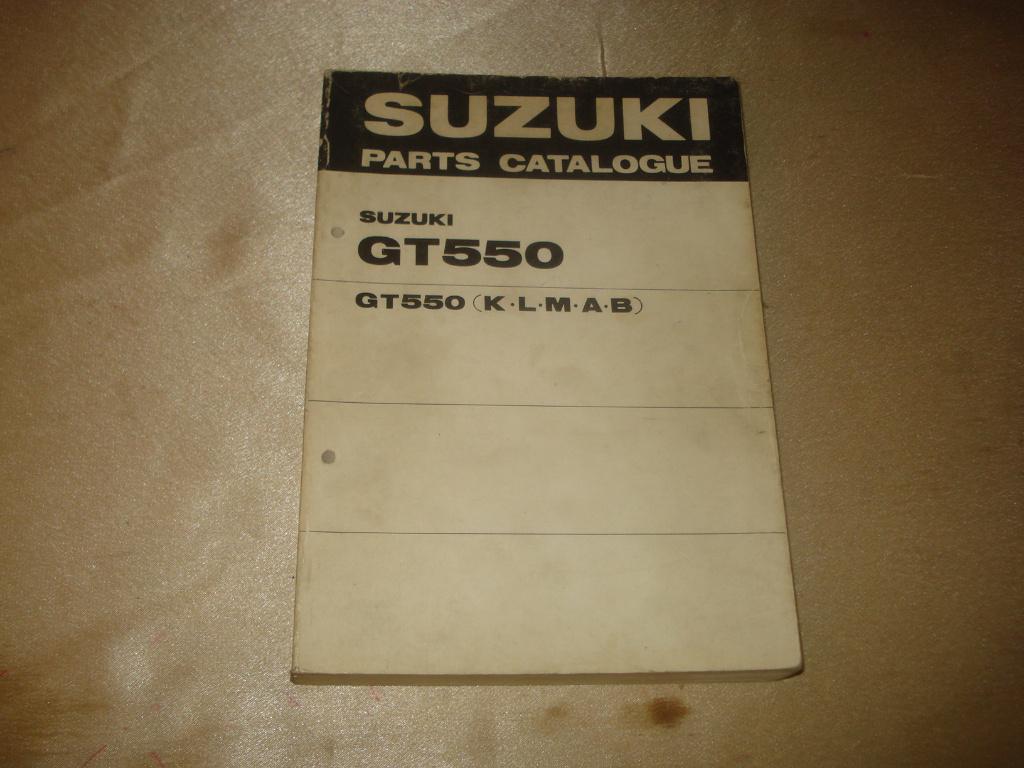 SUZUKI
PARTS CATALOGUE
SUZUKI
GT550
GT550 (K·L·M·A·B)